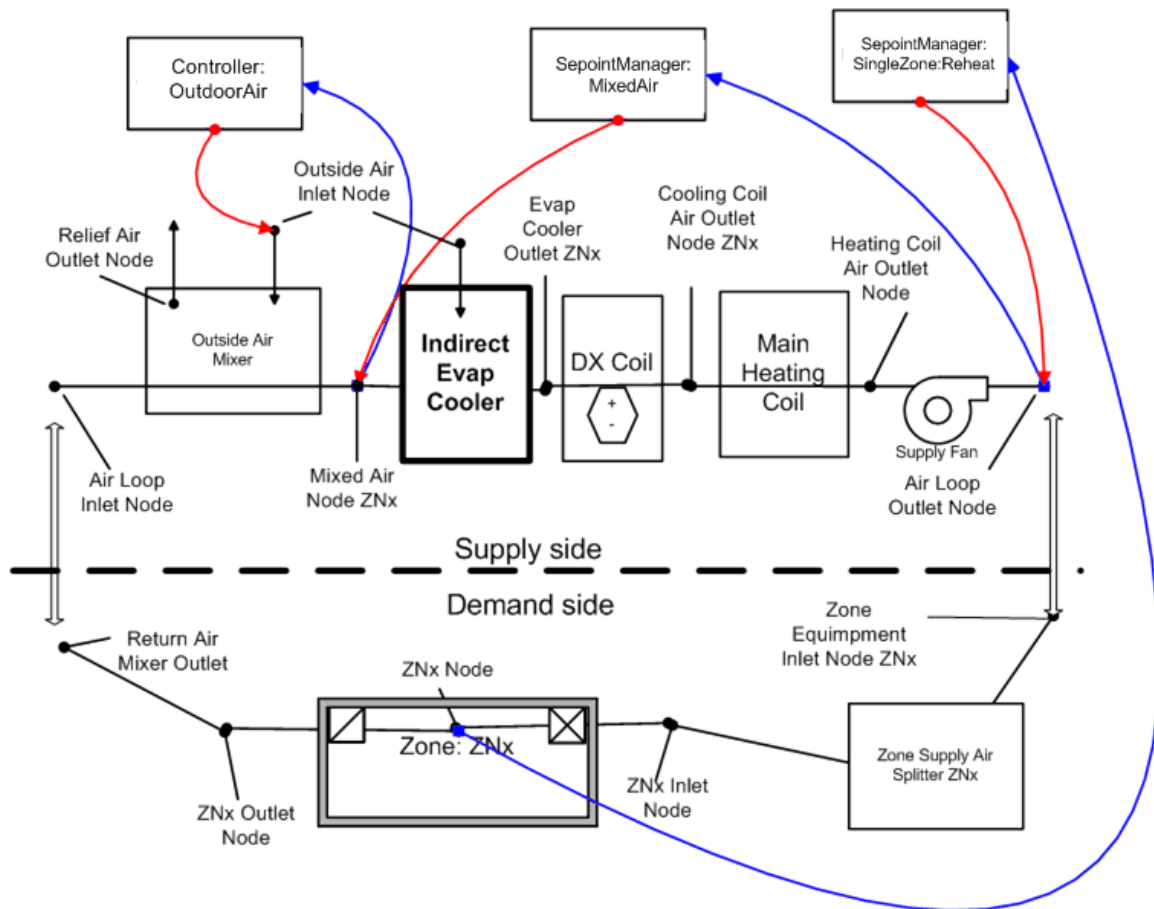 Controller:
OutdoorAir
SepointManager:
MixedAir
SepointManager:
SingleZone:Reheat
Outside Air
Inlet Node
Relief Air
Outlet Node
Evap
Cooler
Outlet ZNx
Cooling Coil
Air Outlet
Node ZNx
Heating Coil
Air Outlet
Node
Outside Air
Mixer
Indirect
Evap
Cooler
DX Coil
+
-
Main
Heating
Coil
Supply Fan
Air Loop
Inlet Node
Mixed Air
Node ZNx
Air Loop
Outlet Node
Supply side
Demand side
Return Air
Mixer Outlet
ZNx Node
Zone
Equimpment
Inlet Node ZNx
Zone: ZNx
ZNx Outlet
Node
ZNx Inlet
Node
Zone Supply Air
Splitter ZNx